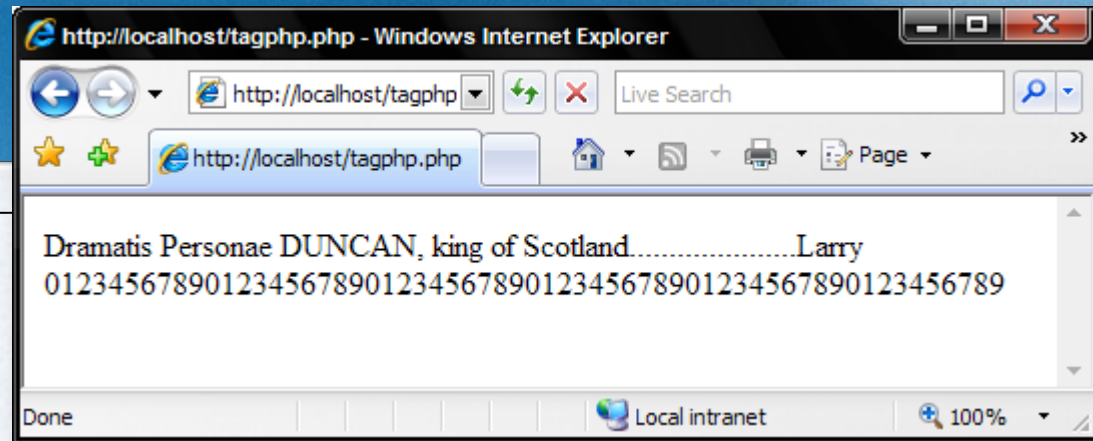 http://localhost/tagphp.php - Windows Internet Explorer
http://localhost/tagphp
Live Search
http://localhost/tagphp.php
Page
»
Dramatis Personae DUNCAN, king of Scotland.....................Larry
012345678901234567890123456789012345678901234567890123456789
Done
Local intranet
100%